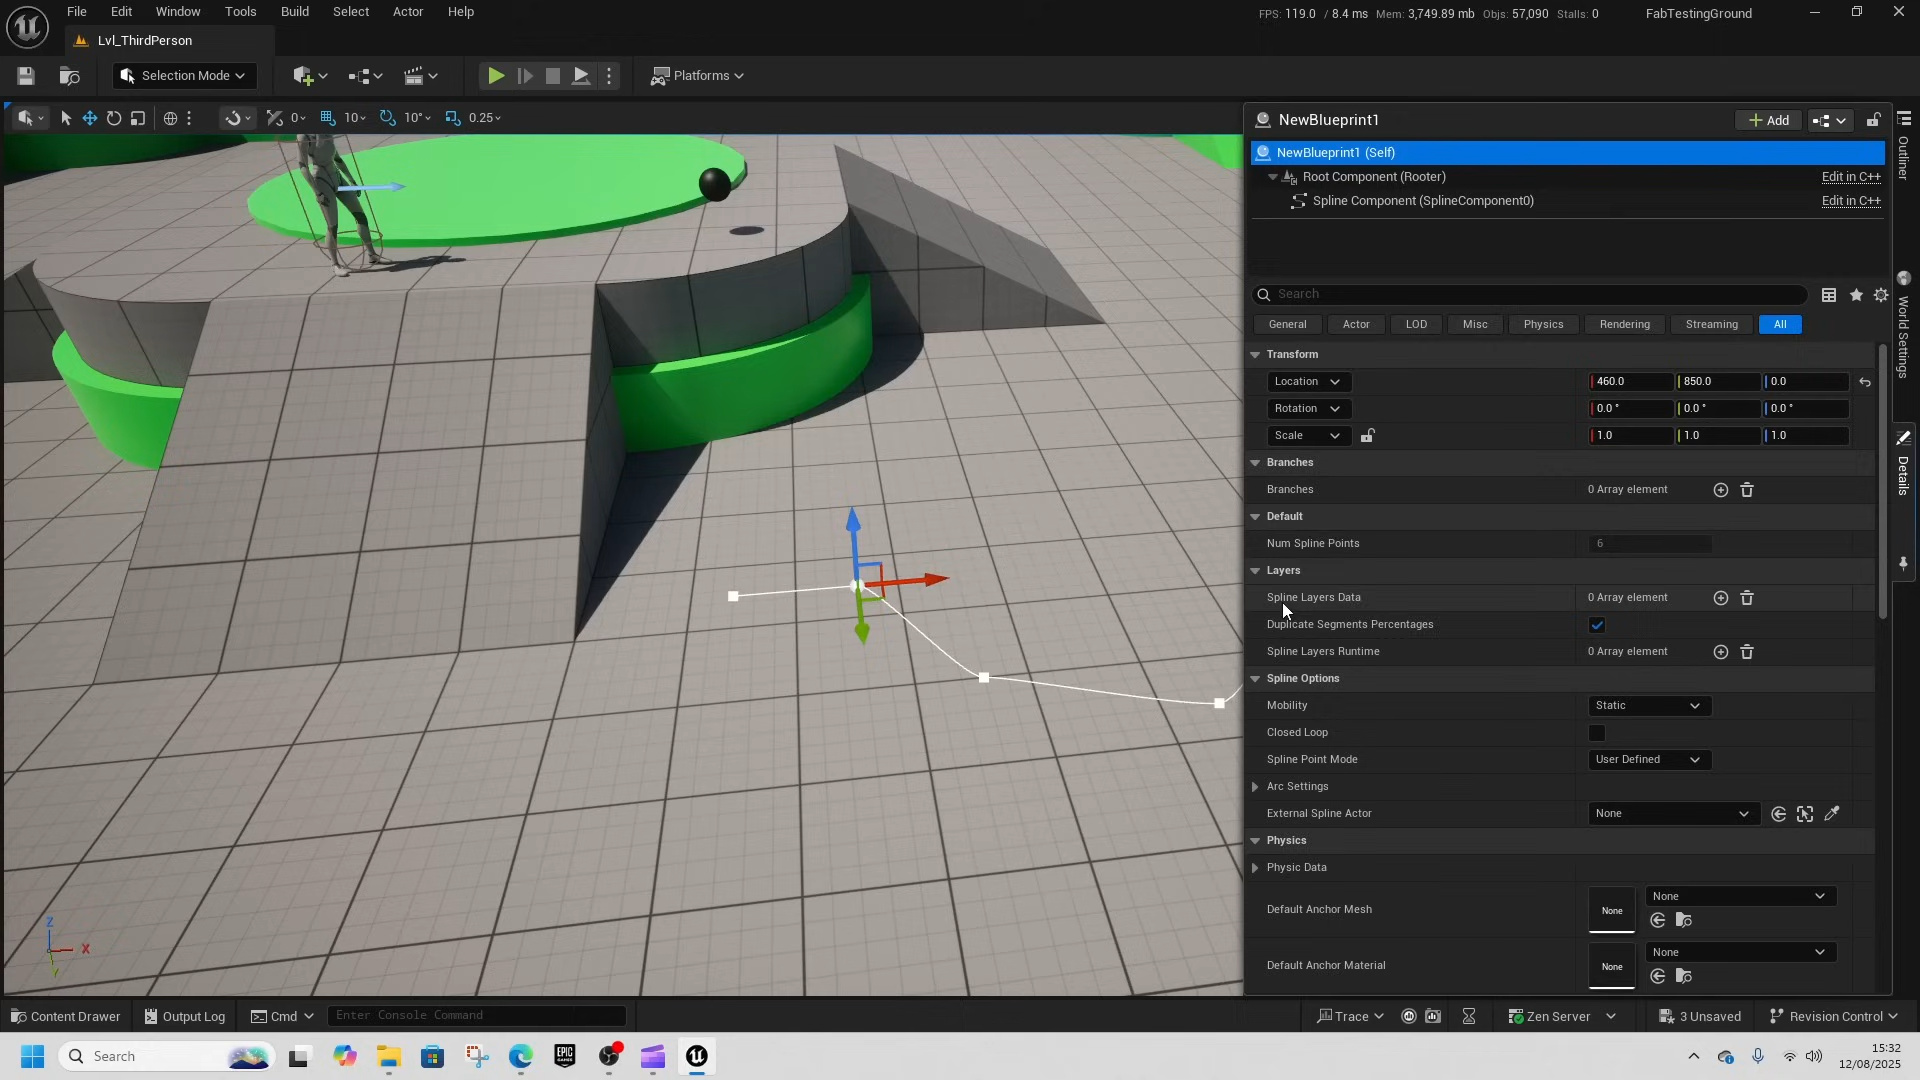 File Edit Window Tools Build Select Actor Help
FPS: 119.0 / 8.4 ms Mem: 3,749.89 mb Objs: 57,090 Stalls: 0 FabTestingGround
Lvl_ThirdPerson
Selection Mode
Platforms
0 10 10° 0.25
NewBlueprint1
Add
NewBlueprint1 (Self)
Root Component (Rooter) Edit in C++
Spline Component (SplineComponent0) Edit in C++
Outliner
World Settings
Details
Search
General Actor LOD Misc Physics Rendering Streaming All
Transform
Location 460.0 850.0 0.0
Rotation 0.0 ° 0.0 ° 0.0 °
Scale 1.0 1.0 1.0
Branches
Branches 0 Array element
Default
Num Spline Points 6
Layers
Spline Layers Data 0 Array element
Duplicate Segments Percentages
Spline Layers Runtime 0 Array element
Spline Options
Mobility Static
Closed Loop
Spline Point Mode User Defined
Arc Settings
External Spline Actor None
Physics
Physic Data
Default Anchor Mesh None None
Default Anchor Material None None
Z
X
Y
Content Drawer Output Log Cmd Enter Console Command Trace Zen Server 3 Unsaved Revision Control
Search
EPIC GAMES
15:32
12/08/2025